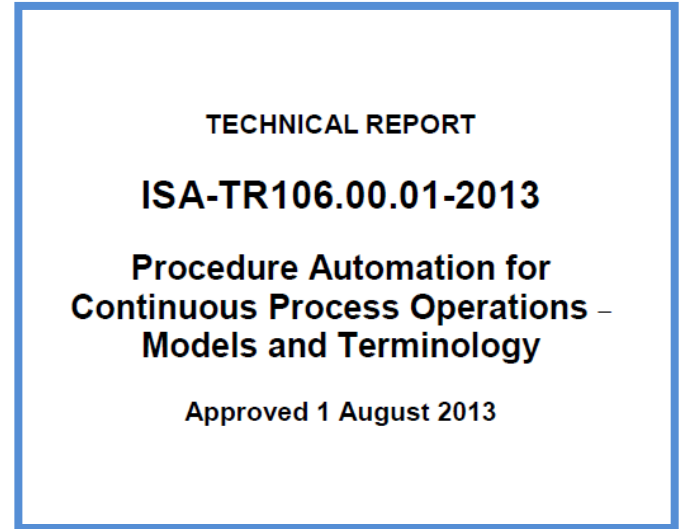 TECHNICAL REPORT
ISA-TR106.00.01-2013
Procedure Automation for
Continuous Process Operations –
Models and Terminology
Approved 1 August 2013